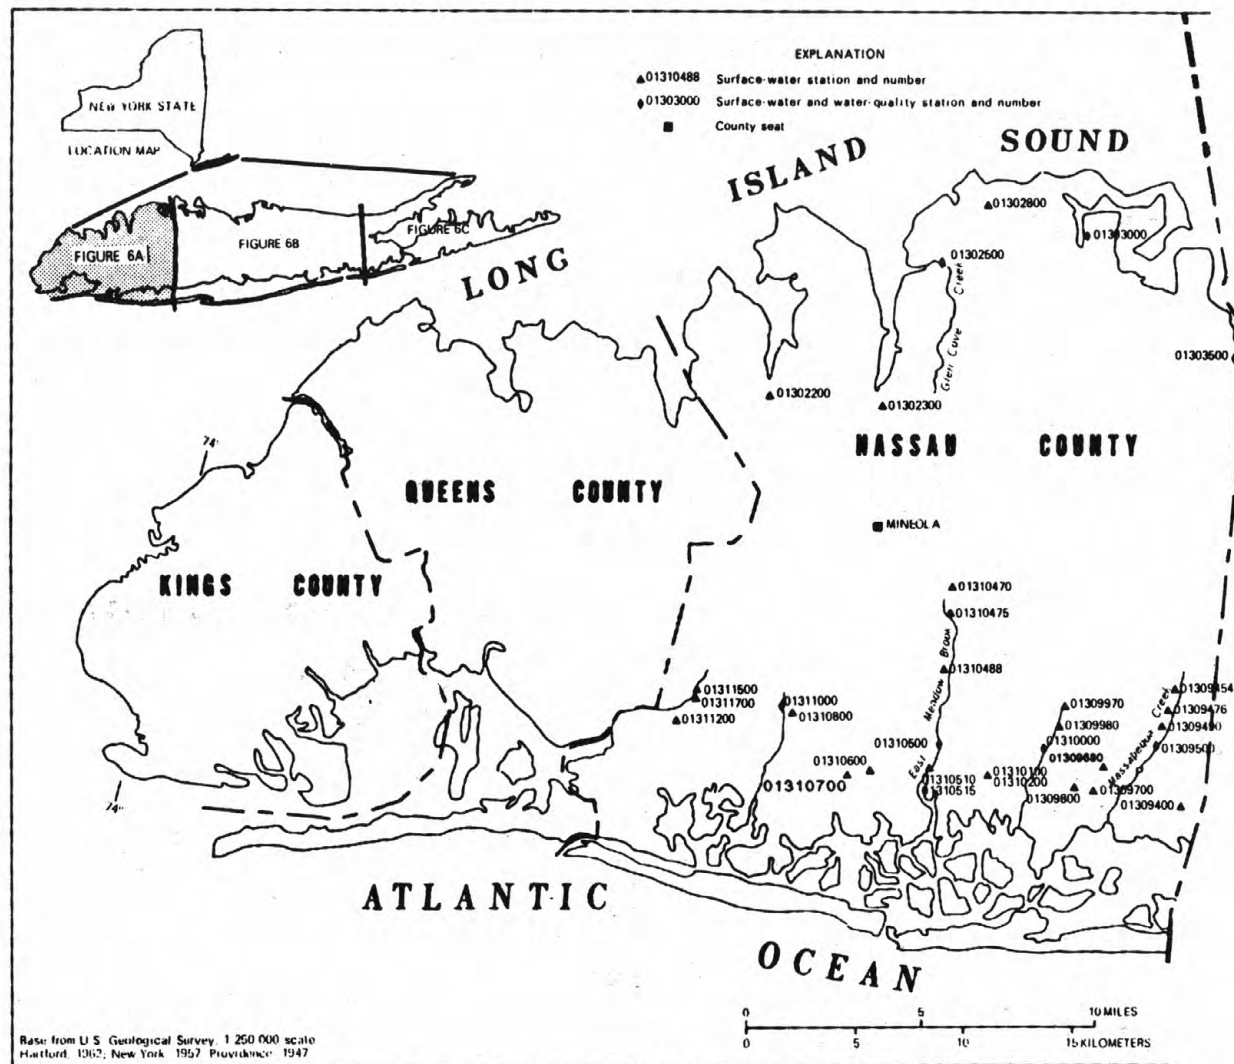 EXPLANATION
01310488 Surface-water station and number
01303000 Surface-water and water-quality station and number
County seat
NEW YORK STATE
LOCATION MAP
FIGURE 6A
FIGURE 6B
FIGURE 6C
LONG
ISLAND
SOUND
01302800
01303000
01302500
Glen Cove Creek
01303500
01302200
01302300
NASSAU COUNTY
74°
QUEENS COUNTY
MINEOLA
KINGS COUNTY
01310470
01310475
01310488
East Meadow Brook
01311500
01311700
01311200
01311000
01310800
01309970
01309980
01310000
01309454
01309476
01309490
01309500
Massapequa Creek
01310500
01310600
01310700
01310510
01310515
01310100
01310200
01309800
01309700
01309400
74°
ATLANTIC
OCEAN
0 5 10 MILES
0 5 10 15 KILOMETERS
Base from U.S. Geological Survey, 1:250 000 scale
Hartford, 1962; New York 1957 Providence 1947